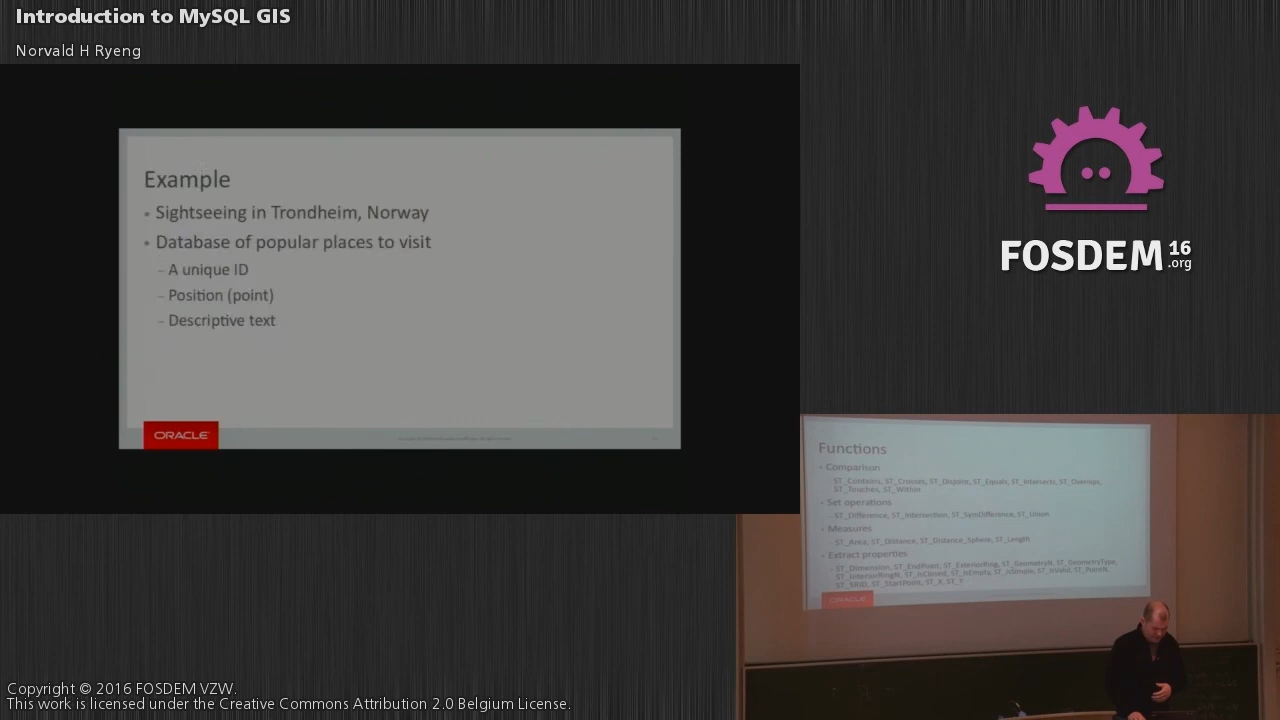 Introduction to MySQL GIS
Norvald H Ryeng
Example
• Sightseeing in Trondheim, Norway
• Database of popular places to visit
– A unique ID
– Position (point)
– Descriptive text
ORACLE
FOSDEM 16 .org
Functions
• Comparison
– ST_Contains, ST_Crosses, ST_Disjoint, ST_Equals, ST_Intersects, ST_Overlaps,
ST_Touches, ST_Within
• Set operations
– ST_Difference, ST_Intersection, ST_SymDifference, ST_Union
• Measures
– ST_Area, ST_Distance, ST_Distance_Sphere, ST_Length
• Extract properties
– ST_Dimension, ST_EndPoint, ST_ExteriorRing, ST_GeometryN, ST_GeometryType,
ST_InteriorRingN, ST_IsClosed, ST_IsEmpty, ST_IsSimple, ST_IsValid, ST_PointN,
ST_SRID, ST_StartPoint, ST_X, ST_Y
ORACLE
Copyright © 2016 FOSDEM VZW.
This work is licensed under the Creative Commons Attribution 2.0 Belgium License.